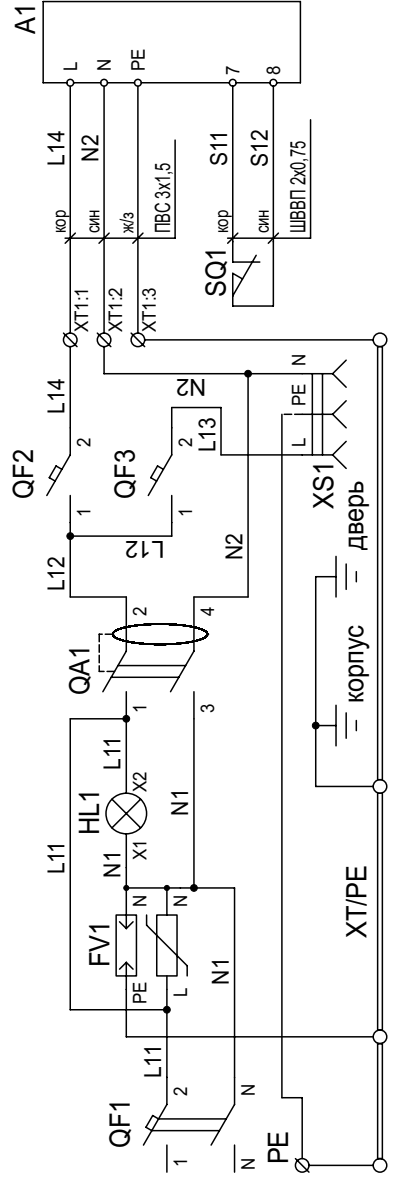 A1
L
N
PE
7
8
L14
N2
S11
S12
кор
син
ж/з
ПВС 3x1,5
кор
син
ШВВП 2x0,75
SQ1
XT1:1
XT1:2
XT1:3
L14
N2
QF2
1
2
QF3
1
2
L13
L12
L12
N2
L
PE
N
XS1
QA1
2
4
1
3
L11
L11
HL1
X1
X2
N1
N1
FV1
PE
N
L
N
N1
L11
QF1
1
2
N
N
PE
XT/PE
корпус
дверь